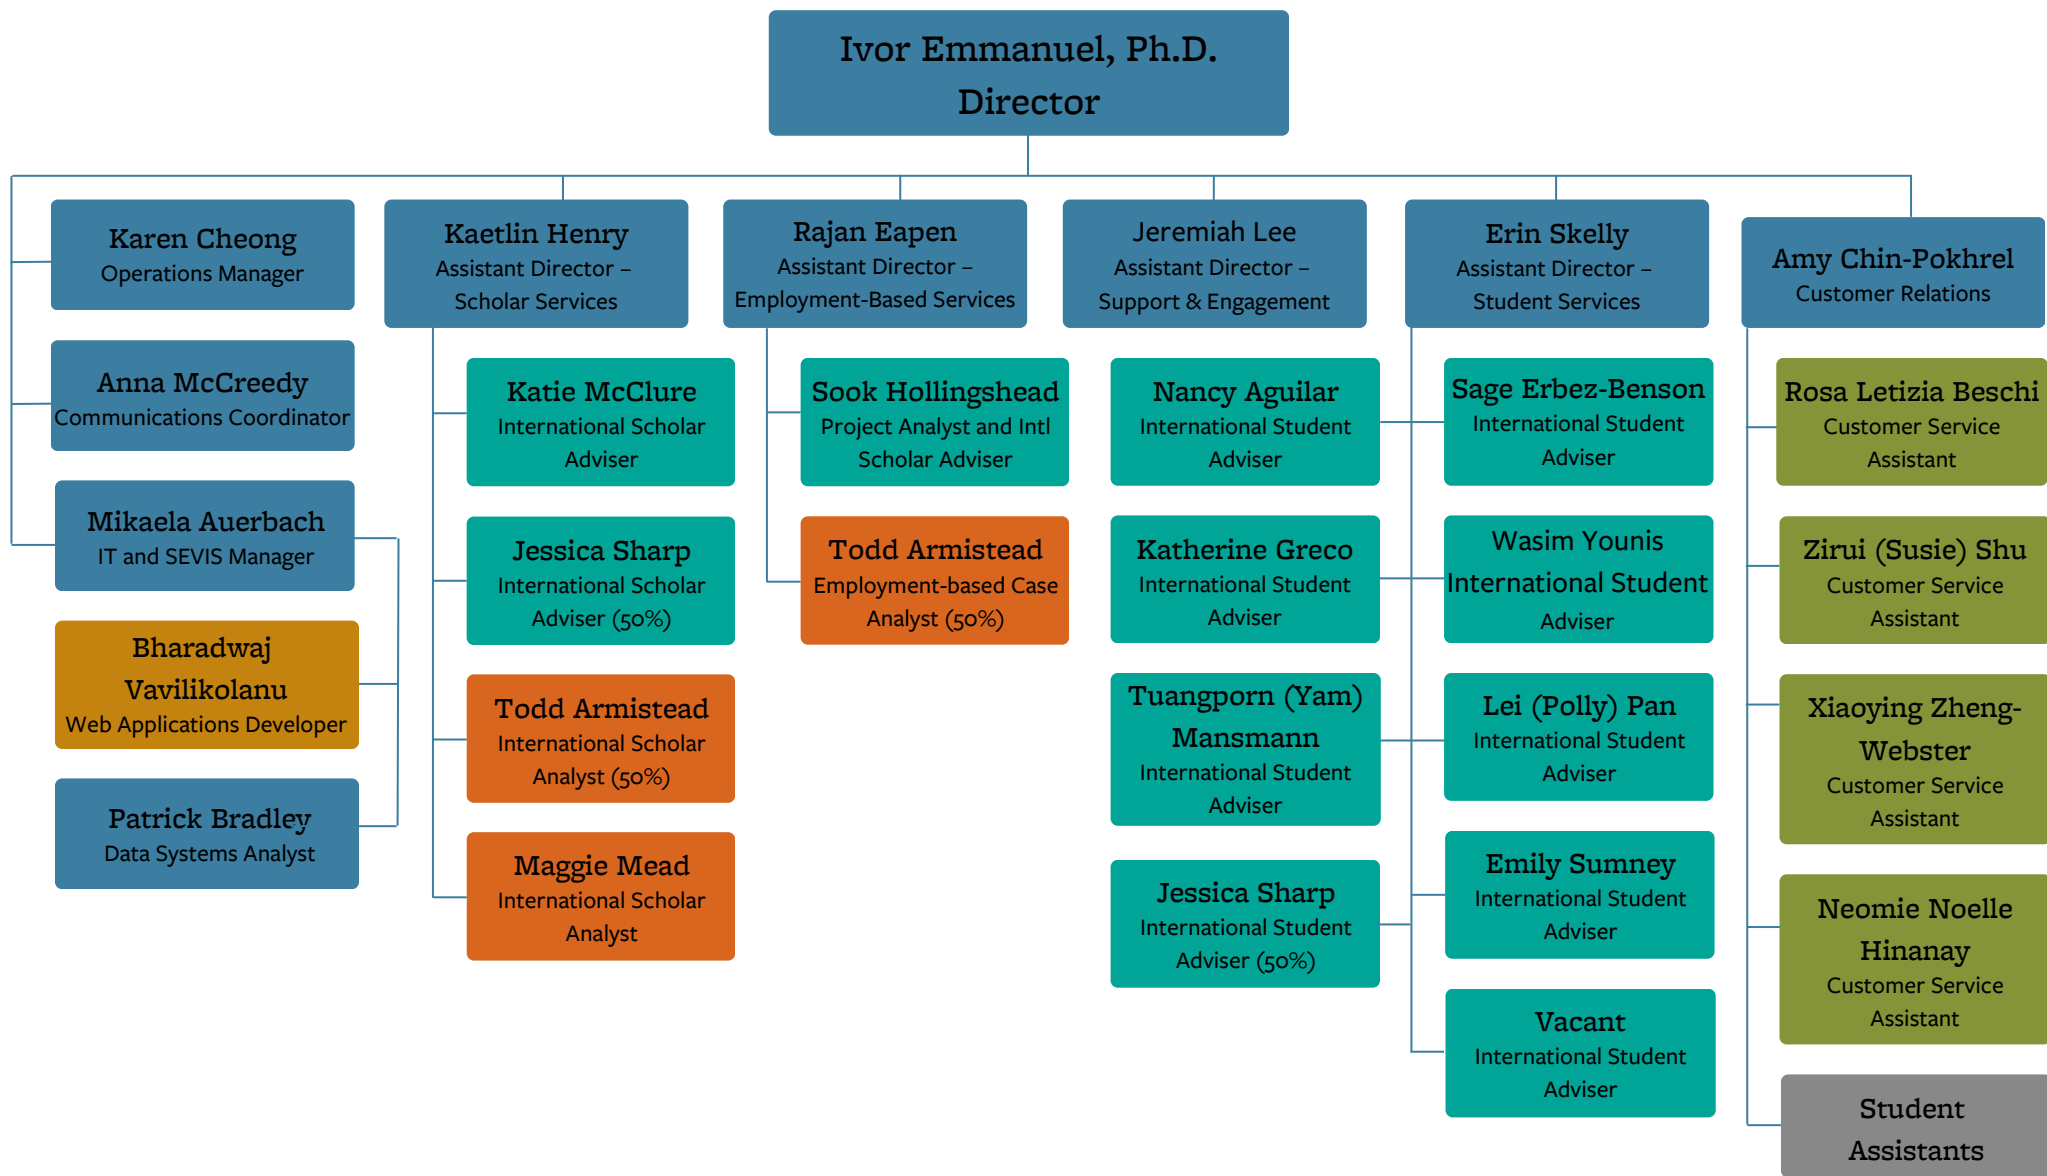 Ivor Emmanuel, Ph.D.
Director
Karen Cheong
Operations Manager
Anna McCreedy
Communications Coordinator
Mikaela Auerbach
IT and SEVIS Manager
Bharadwaj
Vavilikolanu
Web Applications Developer
Patrick Bradley
Data Systems Analyst
Kaetlin Henry
Assistant Director –
Scholar Services
Katie McClure
International Scholar
Adviser
Jessica Sharp
International Scholar
Adviser (50%)
Todd Armistead
International Scholar
Analyst (50%)
Maggie Mead
International Scholar
Analyst
Rajan Eapen
Assistant Director –
Employment-Based Services
Sook Hollingshead
Project Analyst and Intl
Scholar Adviser
Todd Armistead
Employment-based Case
Analyst (50%)
Jeremiah Lee
Assistant Director –
Support & Engagement
Erin Skelly
Assistant Director –
Student Services
Nancy Aguilar
International Student
Adviser
Katherine Greco
International Student
Adviser
Tuangporn (Yam)
Mansmann
International Student
Adviser
Jessica Sharp
International Student
Adviser (50%)
Sage Erbez-Benson
International Student
Adviser
Wasim Younis
International Student
Adviser
Lei (Polly) Pan
International Student
Adviser
Emily Sumney
International Student
Adviser
Vacant
International Student
Adviser
Amy Chin-Pokhrel
Customer Relations
Rosa Letizia Beschi
Customer Service
Assistant
Zirui (Susie) Shu
Customer Service
Assistant
Xiaoying Zheng-
Webster
Customer Service
Assistant
Neomie Noelle
Hinanay
Customer Service
Assistant
Student
Assistants